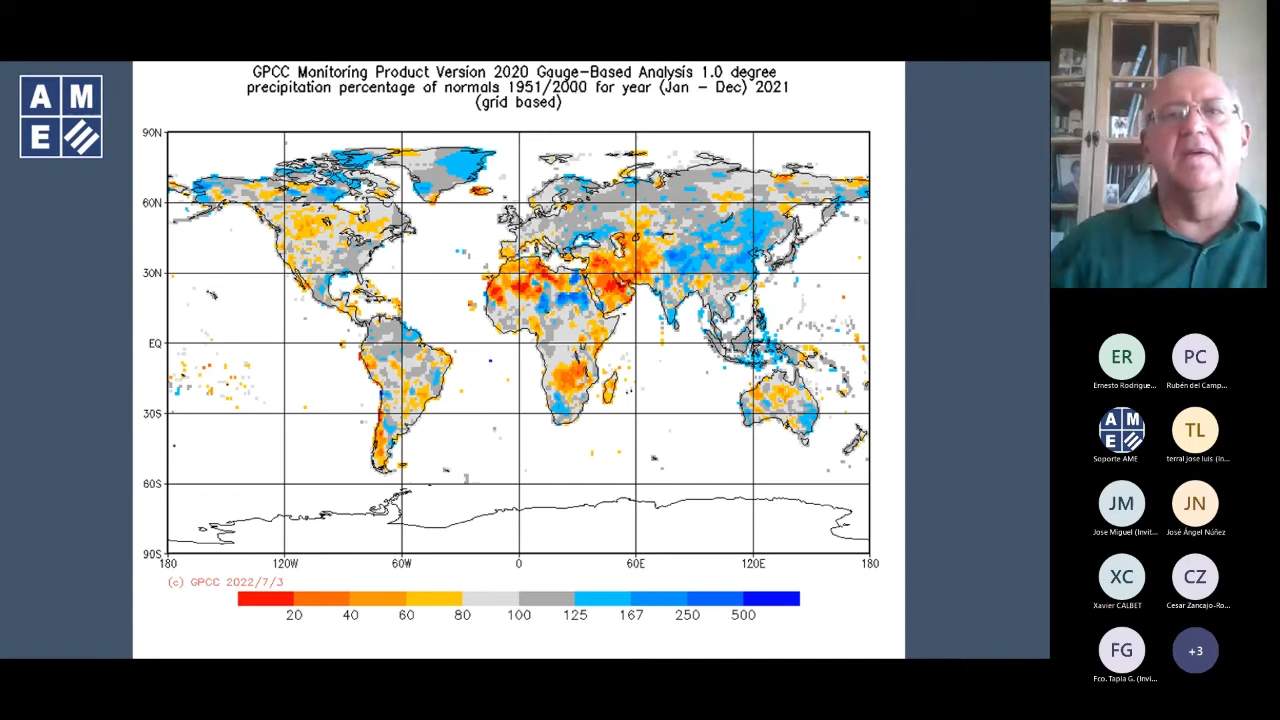 A M
E
GPCC Monitoring Product Version 2020 Gauge-Based Analysis 1.0 degree
precipitation percentage of normals 1951/2000 for year (Jan - Dec) 2021
(grid based)
90N
60N
30N
EQ
30S
60S
90S
180 120W 60W 0 60E 120E 180
(c) GPCC 2022/7/3
20 40 60 80 100 125 167 250 500
ER PC
Ernesto Rodrigue... Rubén del Camp...
A M
E
TL
Soporte AME terral jose luis (In...
JM JN
Jose Miguel (Invit... José Ángel Núñez
XC CZ
Xavier CALBET Cesar Zancajo-Ro...
FG +3
Fco. Tapia G. (Invi...